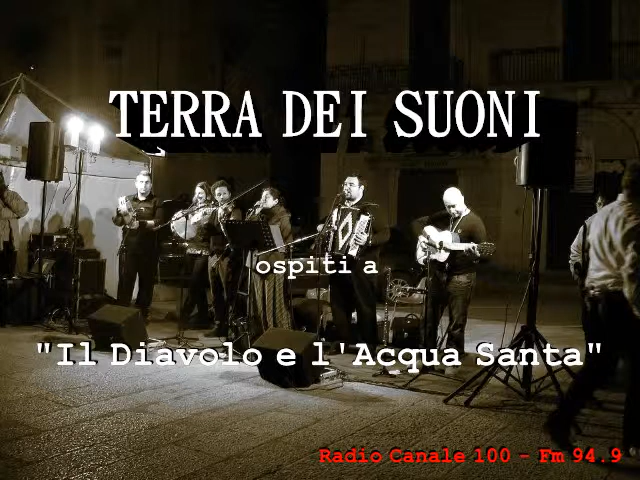 TERRA DEI SUONI
ospiti a
"Il Diavolo e l'Acqua Santa"
Radio Canale 100 - Fm 94.9